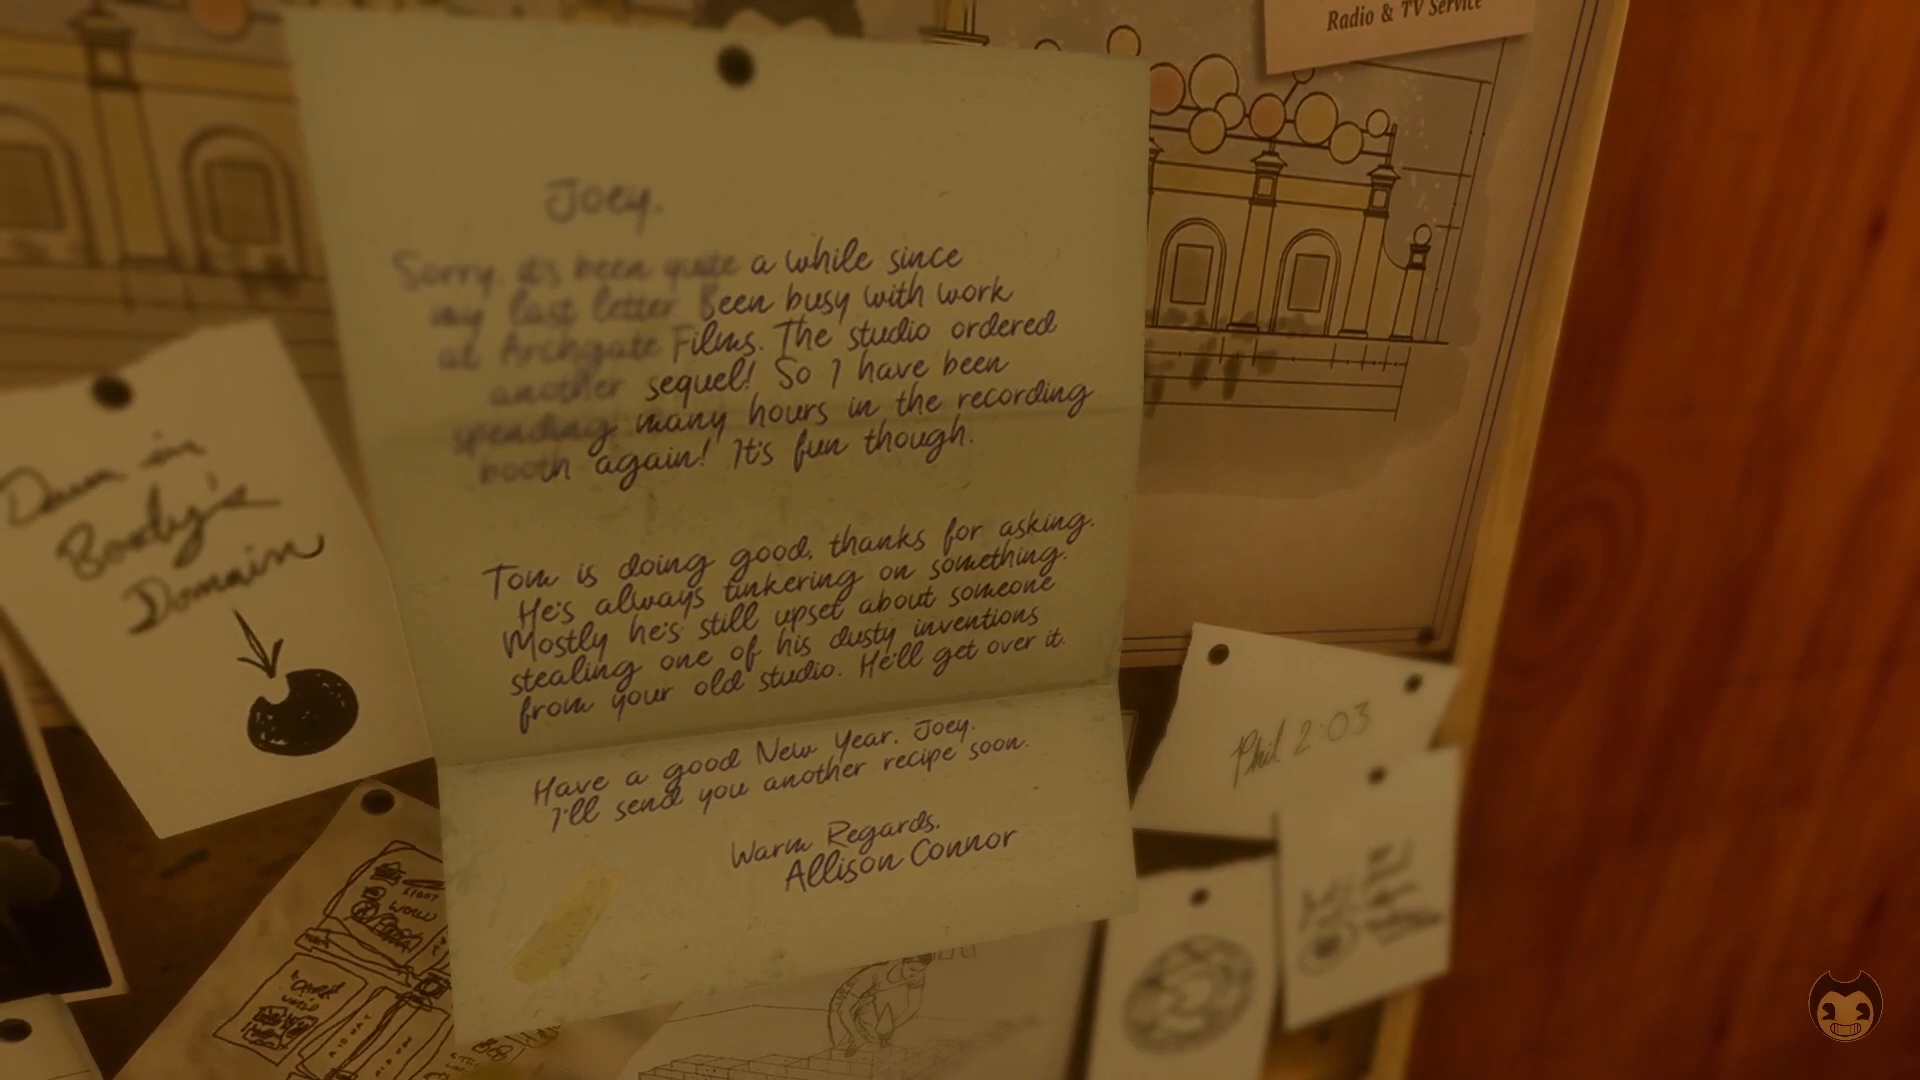 Radio & TV Service
Joey.
Sorry. it's been quite a while since
my last letter. Been busy with work
at Archgate Films. The studio ordered
another sequel! So I have been
spending many hours in the recording
booth again! It's fun though.
Tom is doing good, thanks for asking.
He's always tinkering on something.
Mostly he's still upset about someone
stealing one of his dusty inventions
from your old studio. He'll get over it.
Have a good New Year. Joey.
I'll send you another recipe soon.
Warm Regards.
Allison Connor
Down in
Domain
Phil 2:03